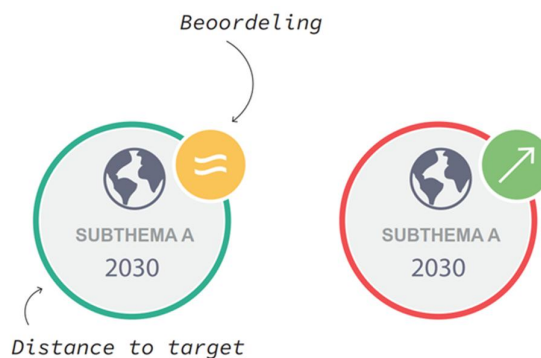 Beoordeling
SUBTHEMA A
2030
SUBTHEMA A
2030
Distance to target